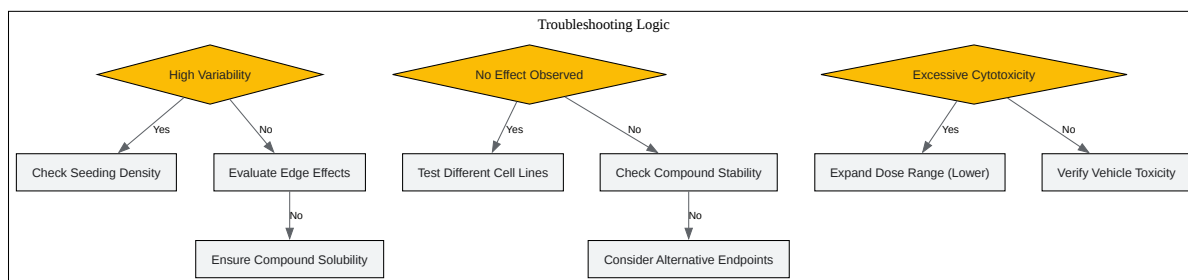 Troubleshooting Logic
High Variability
No Effect Observed
Excessive Cytotoxicity
Yes
No
Yes
No
Yes
No
Check Seeding Density
Evaluate Edge Effects
Test Different Cell Lines
Check Compound Stability
Expand Dose Range (Lower)
Verify Vehicle Toxicity
No
No
Ensure Compound Solubility
Consider Alternative Endpoints